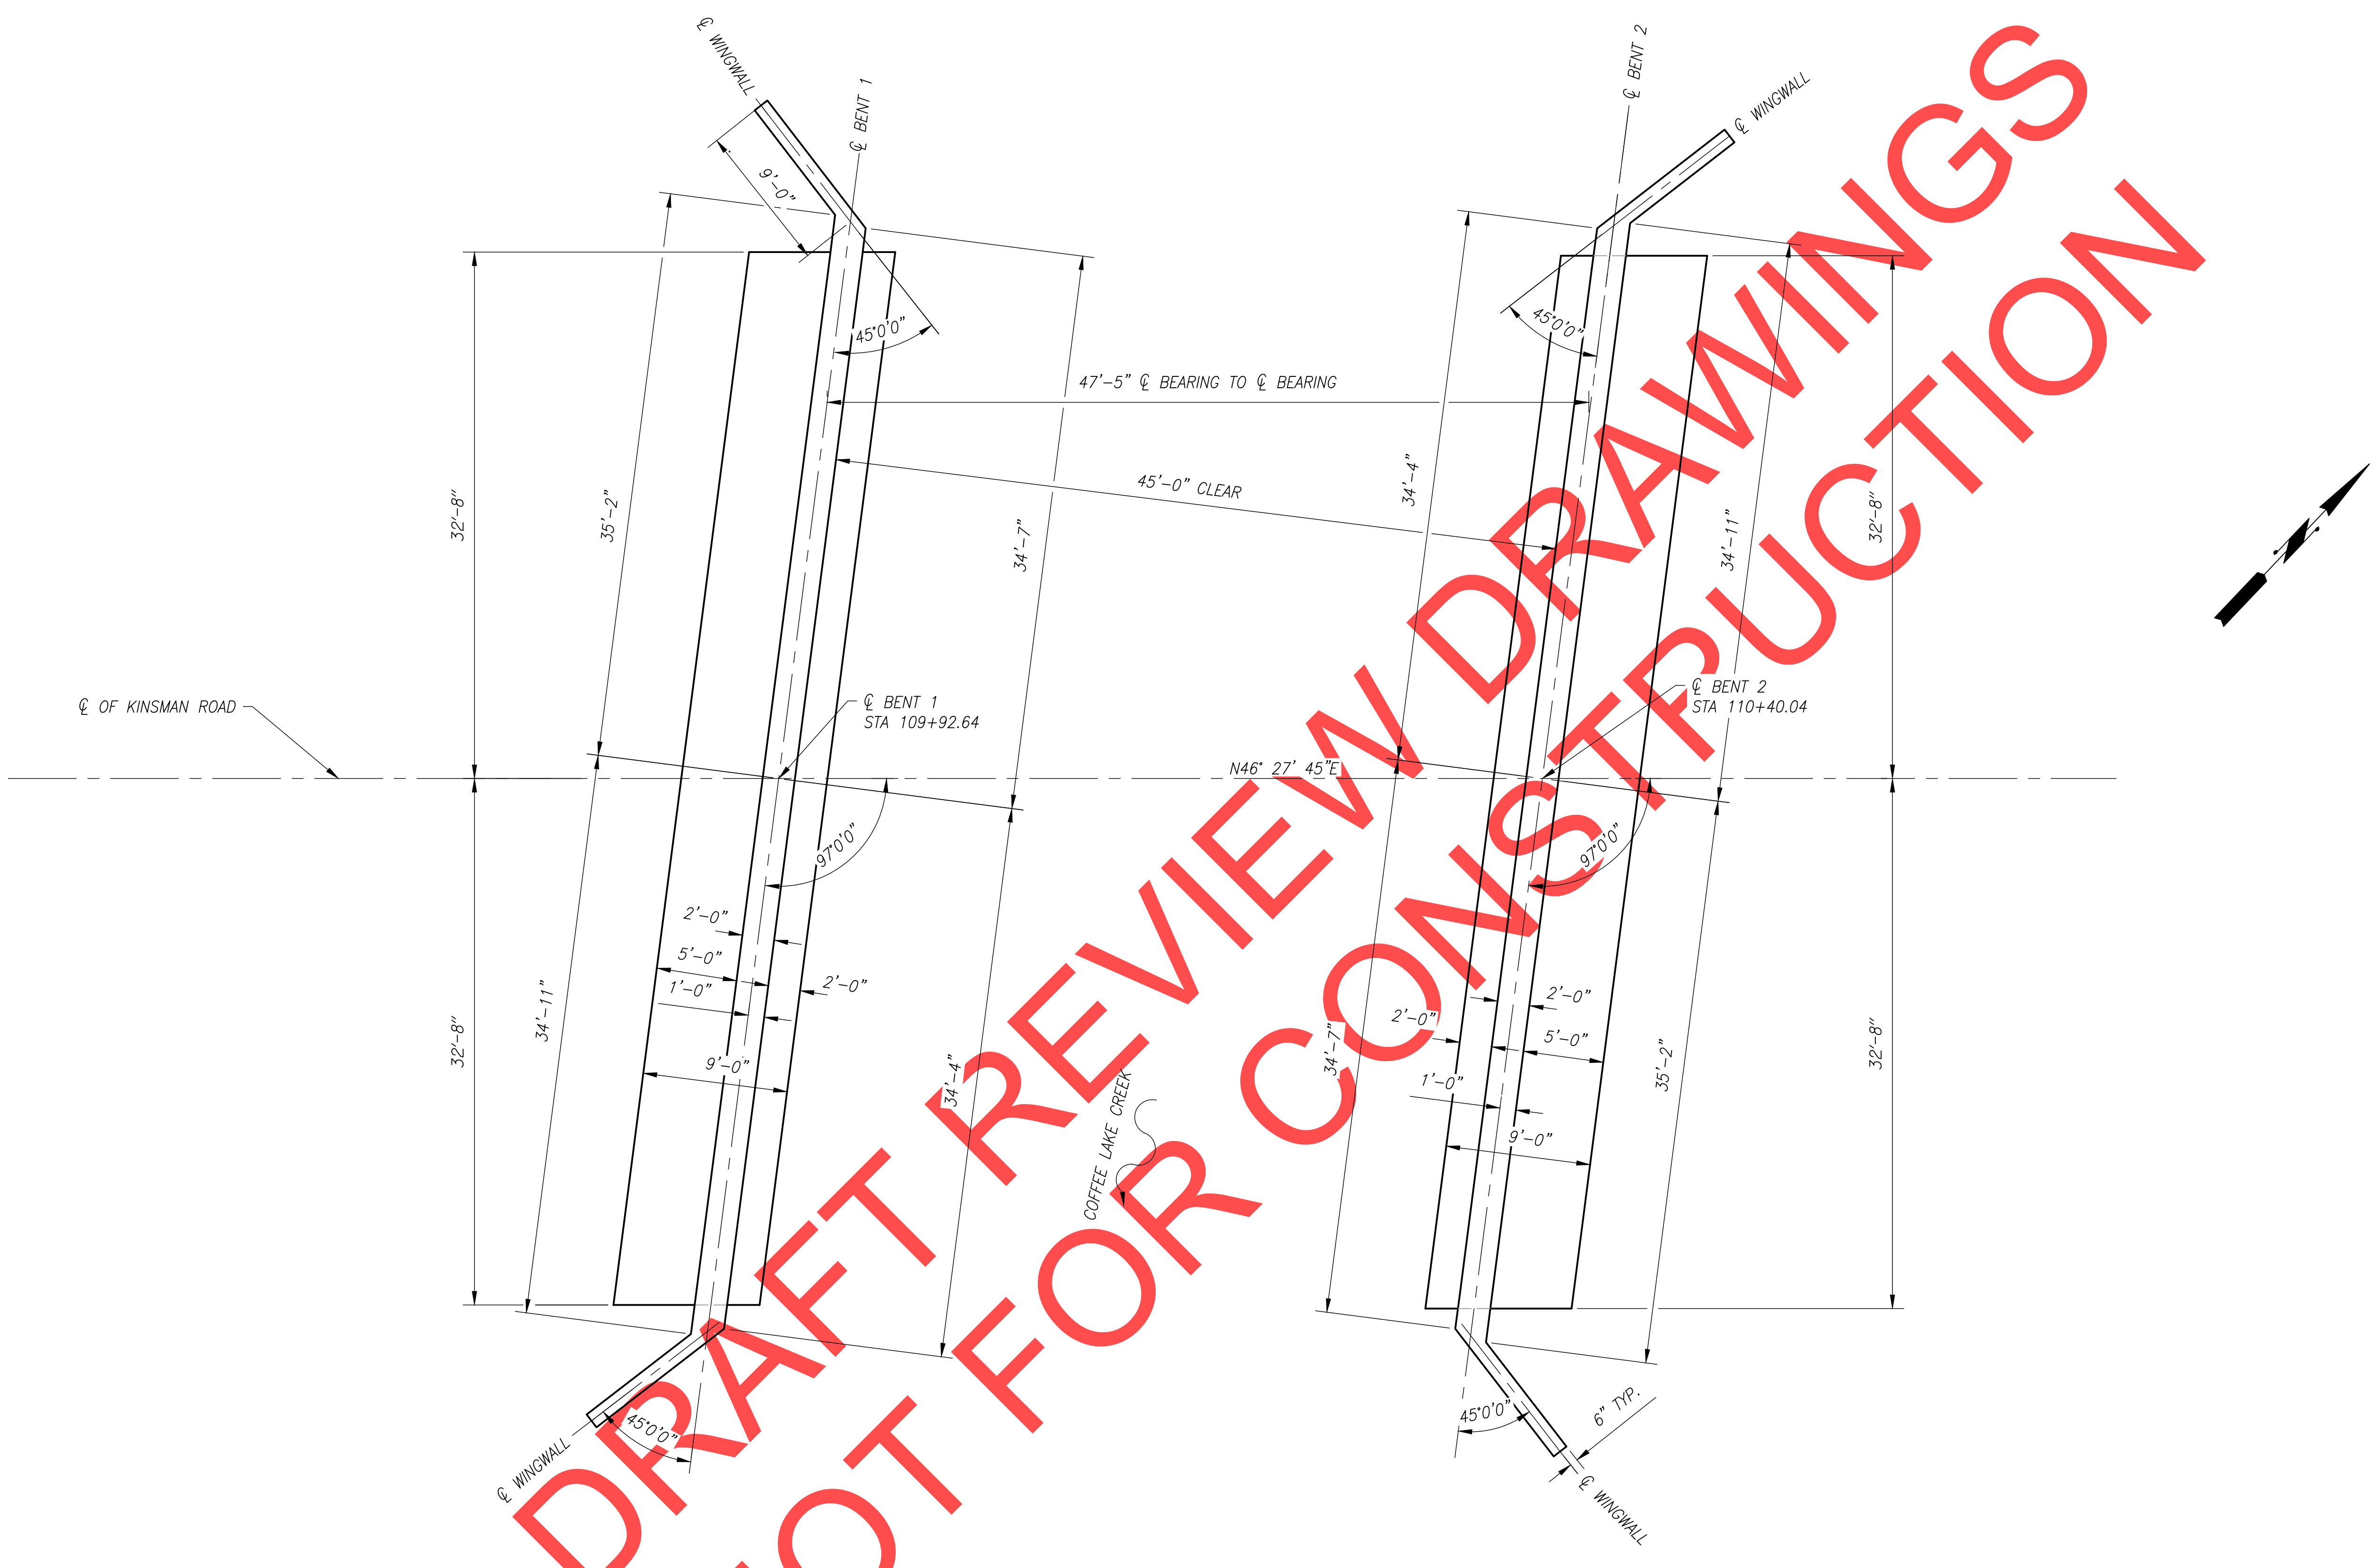 ℄ WINGWALL
℄ BENT 1
℄ BENT 2
℄ WINGWALL
9'-0"
45°0'0"
45°0'0"
47'-5" ℄ BEARING TO ℄ BEARING
45'-0" CLEAR
32'-8"
35'-2"
34'-7"
34'-4"
34'-11"
32'-8"
℄ OF KINSMAN ROAD
℄ BENT 1
STA 109+92.64
℄ BENT 2
STA 110+40.04
N46° 27' 45"E
97°0'0"
97°0'0"
2'-0"
5'-0"
1'-0"
2'-0"
9'-0"
34'-11"
32'-8"
34'-4"
COFFEE LAKE CREEK
34'-7"
2'-0"
2'-0"
5'-0"
1'-0"
9'-0"
35'-2"
32'-8"
45°0'0"
℄ WINGWALL
45°0'0"
6" TYP.
℄ WINGWALL
N
DRAFT REVIEW DRAWINGS
OT FOR CONSTRUCTION